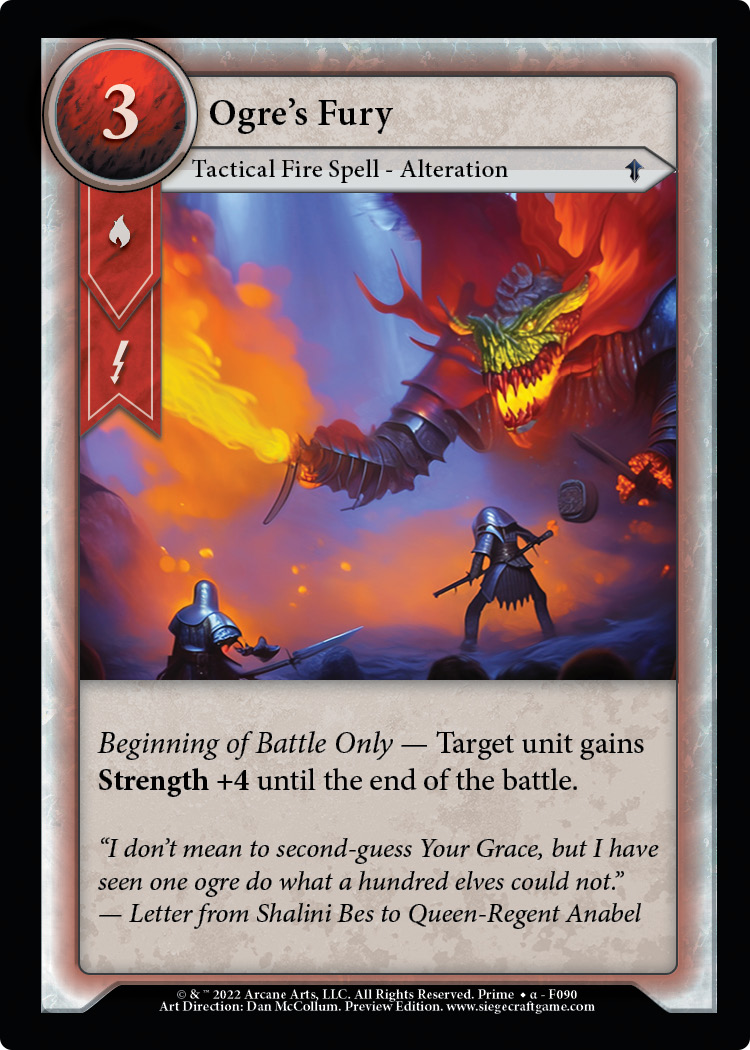 3
Ogre’s Fury
Tactical Fire Spell - Alteration
Beginning of Battle Only — Target unit gains
Strength +4 until the end of the battle.
“I don’t mean to second-guess Your Grace, but I have
seen one ogre do what a hundred elves could not.”
— Letter from Shalini Bes to Queen-Regent Anabel
© & ™ 2022 Arcane Arts, LLC. All Rights Reserved. Prime ⬥ α - F090
Art Direction: Dan McCollum. Preview Edition. www.siegecraftgame.com